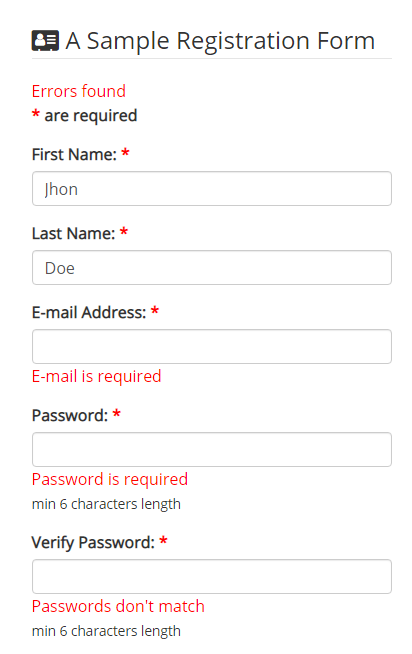 A Sample Registration Form
Errors found
* are required
First Name: *
Jhon
Last Name: *
Doe
E-mail Address: *
E-mail is required
Password: *
Password is required
min 6 characters length
Verify Password: *
Passwords don't match
min 6 characters length